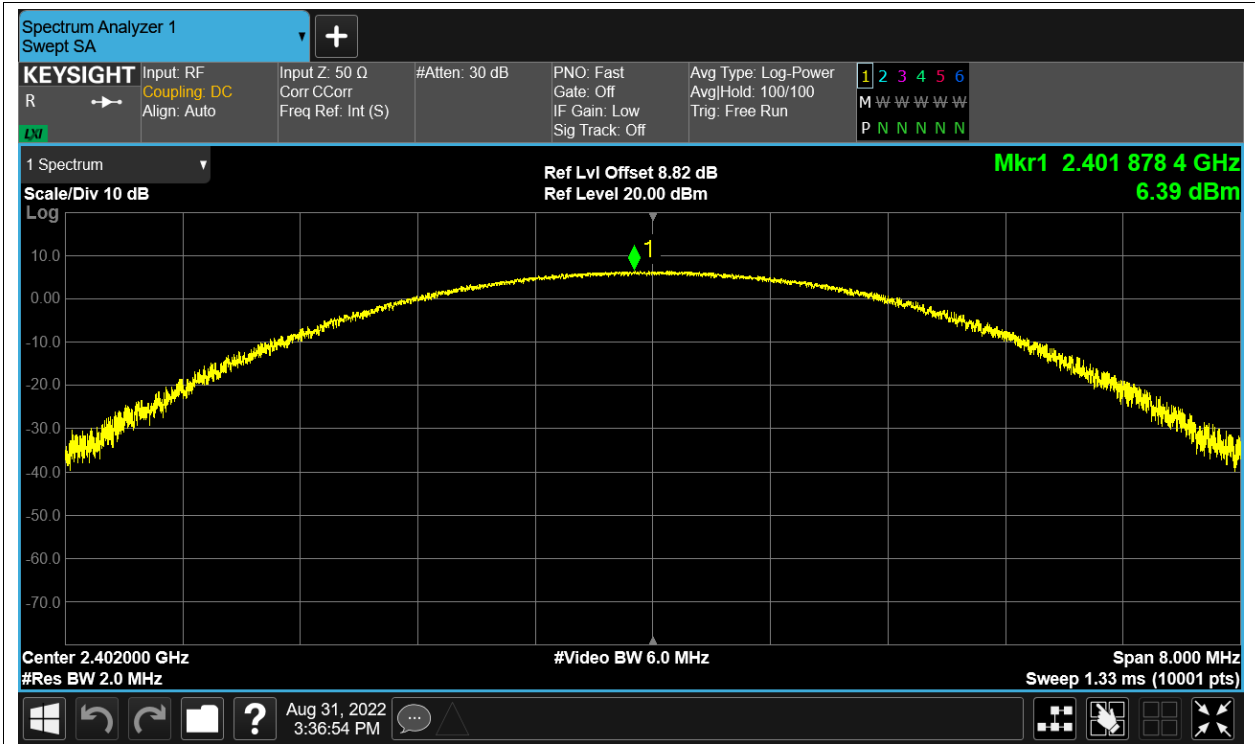 Spectrum Analyzer 1
Swept SA
+
KEYSIGHT
R
LXI
Input: RF
Coupling: DC
Align: Auto
Input Z: 50 Ω
Corr CCorr
Freq Ref: Int (S)
#Atten: 30 dB
PNO: Fast
Gate: Off
IF Gain: Low
Sig Track: Off
Avg Type: Log-Power
Avg|Hold: 100/100
Trig: Free Run
1 2 3 4 5 6
M W W W W W
P N N N N N
1 Spectrum
Scale/Div 10 dB
Log
Ref Lvl Offset 8.82 dB
Ref Level 20.00 dBm
Mkr1 2.401 878 4 GHz
6.39 dBm
1
10.0
0.00
-10.0
-20.0
-30.0
-40.0
-50.0
-60.0
-70.0
Center 2.402000 GHz
#Res BW 2.0 MHz
#Video BW 6.0 MHz
Span 8.000 MHz
Sweep 1.33 ms (10001 pts)
?
Aug 31, 2022
3:36:54 PM